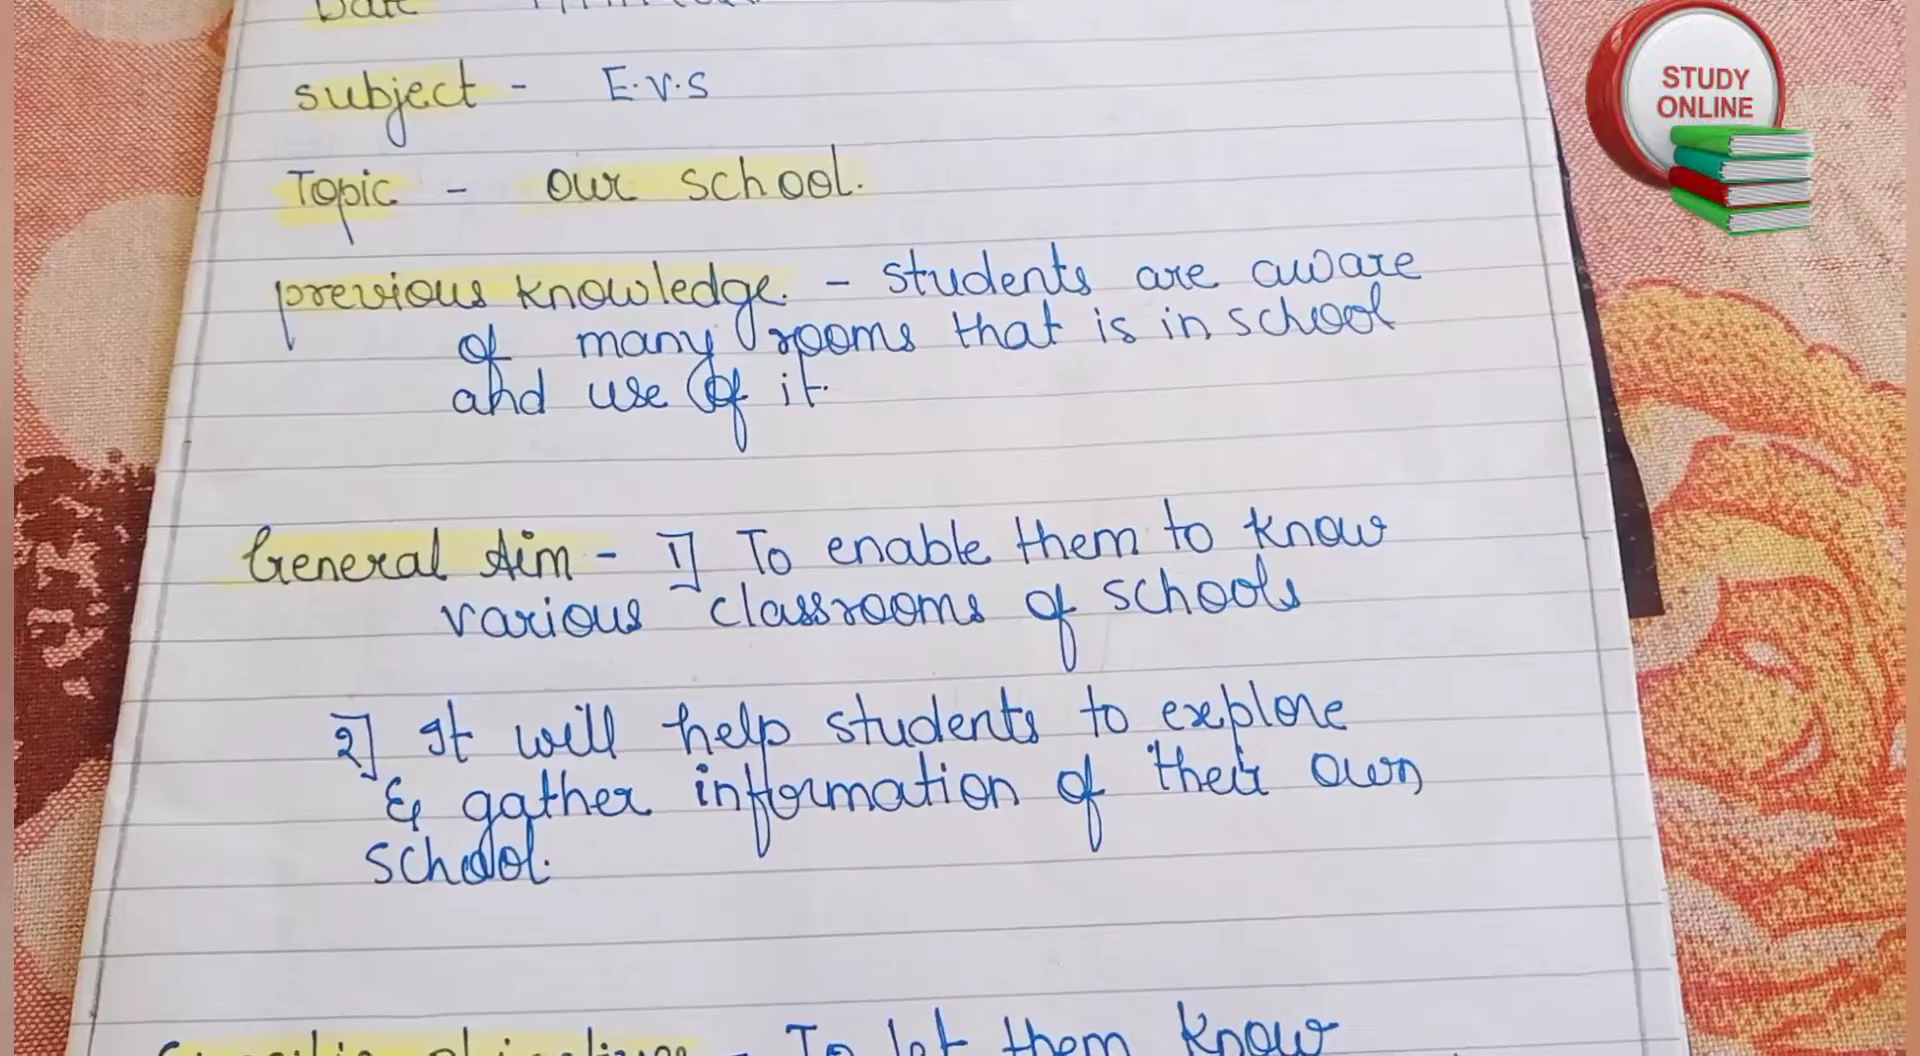 Date
subject - E.V.S
Topic - our school.
previous knowledge. - students are aware
of many rooms that is in school
and use of it.
General Aim - 1] To enable them to know
various classrooms of schools
2] It will help students to explore
& gather information of their own
school.
To let them know
STUDY
ONLINE